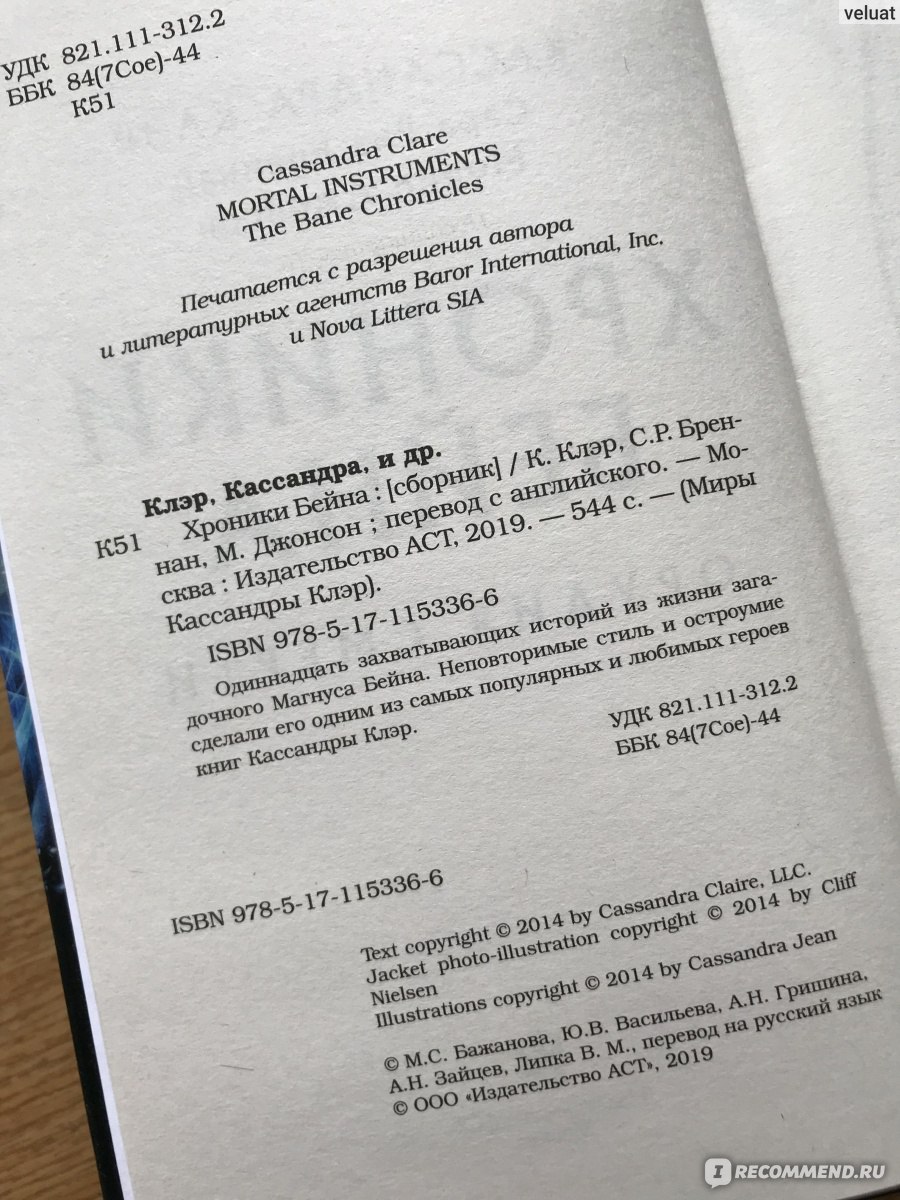 veluat
УДК 821.111-312.2
ББК 84(7Сое)-44
К51
Cassandra Clare
MORTAL INSTRUMENTS
The Bane Chronicles
Печатается с разрешения автора
и литературных агентств Baror International, Inc.
и Nova Littera SIA
Клэр, Кассандра, и др.
К51 Хроники Бейна : [сборник] / К. Клэр, С.Р. Брен-
нан, М. Джонсон ; перевод с английского. — Мо-
сква : Издательство АСТ, 2019. — 544 с. — (Миры
Кассандры Клэр).
ISBN 978-5-17-115336-6
Одиннадцать захватывающих историй из жизни зага-
дочного Магнуса Бейна. Неповторимые стиль и остроумие
сделали его одним из самых популярных и любимых героев
книг Кассандры Клэр.
УДК 821.111-312.2
ББК 84(7Сое)-44
ISBN 978-5-17-115336-6
Text copyright © 2014 by Cassandra Claire, LLC.
Jacket photo-illustration copyright © 2014 by Cliff
Nielsen
Illustrations copyright © 2014 by Cassandra Jean
© М.С. Бажанова, Ю.В. Васильева, А.Н. Гришина,
А.Н. Зайцев, Липка В. М., перевод на русский язык
© ООО «Издательство АСТ», 2019
I RECOMMEND.RU